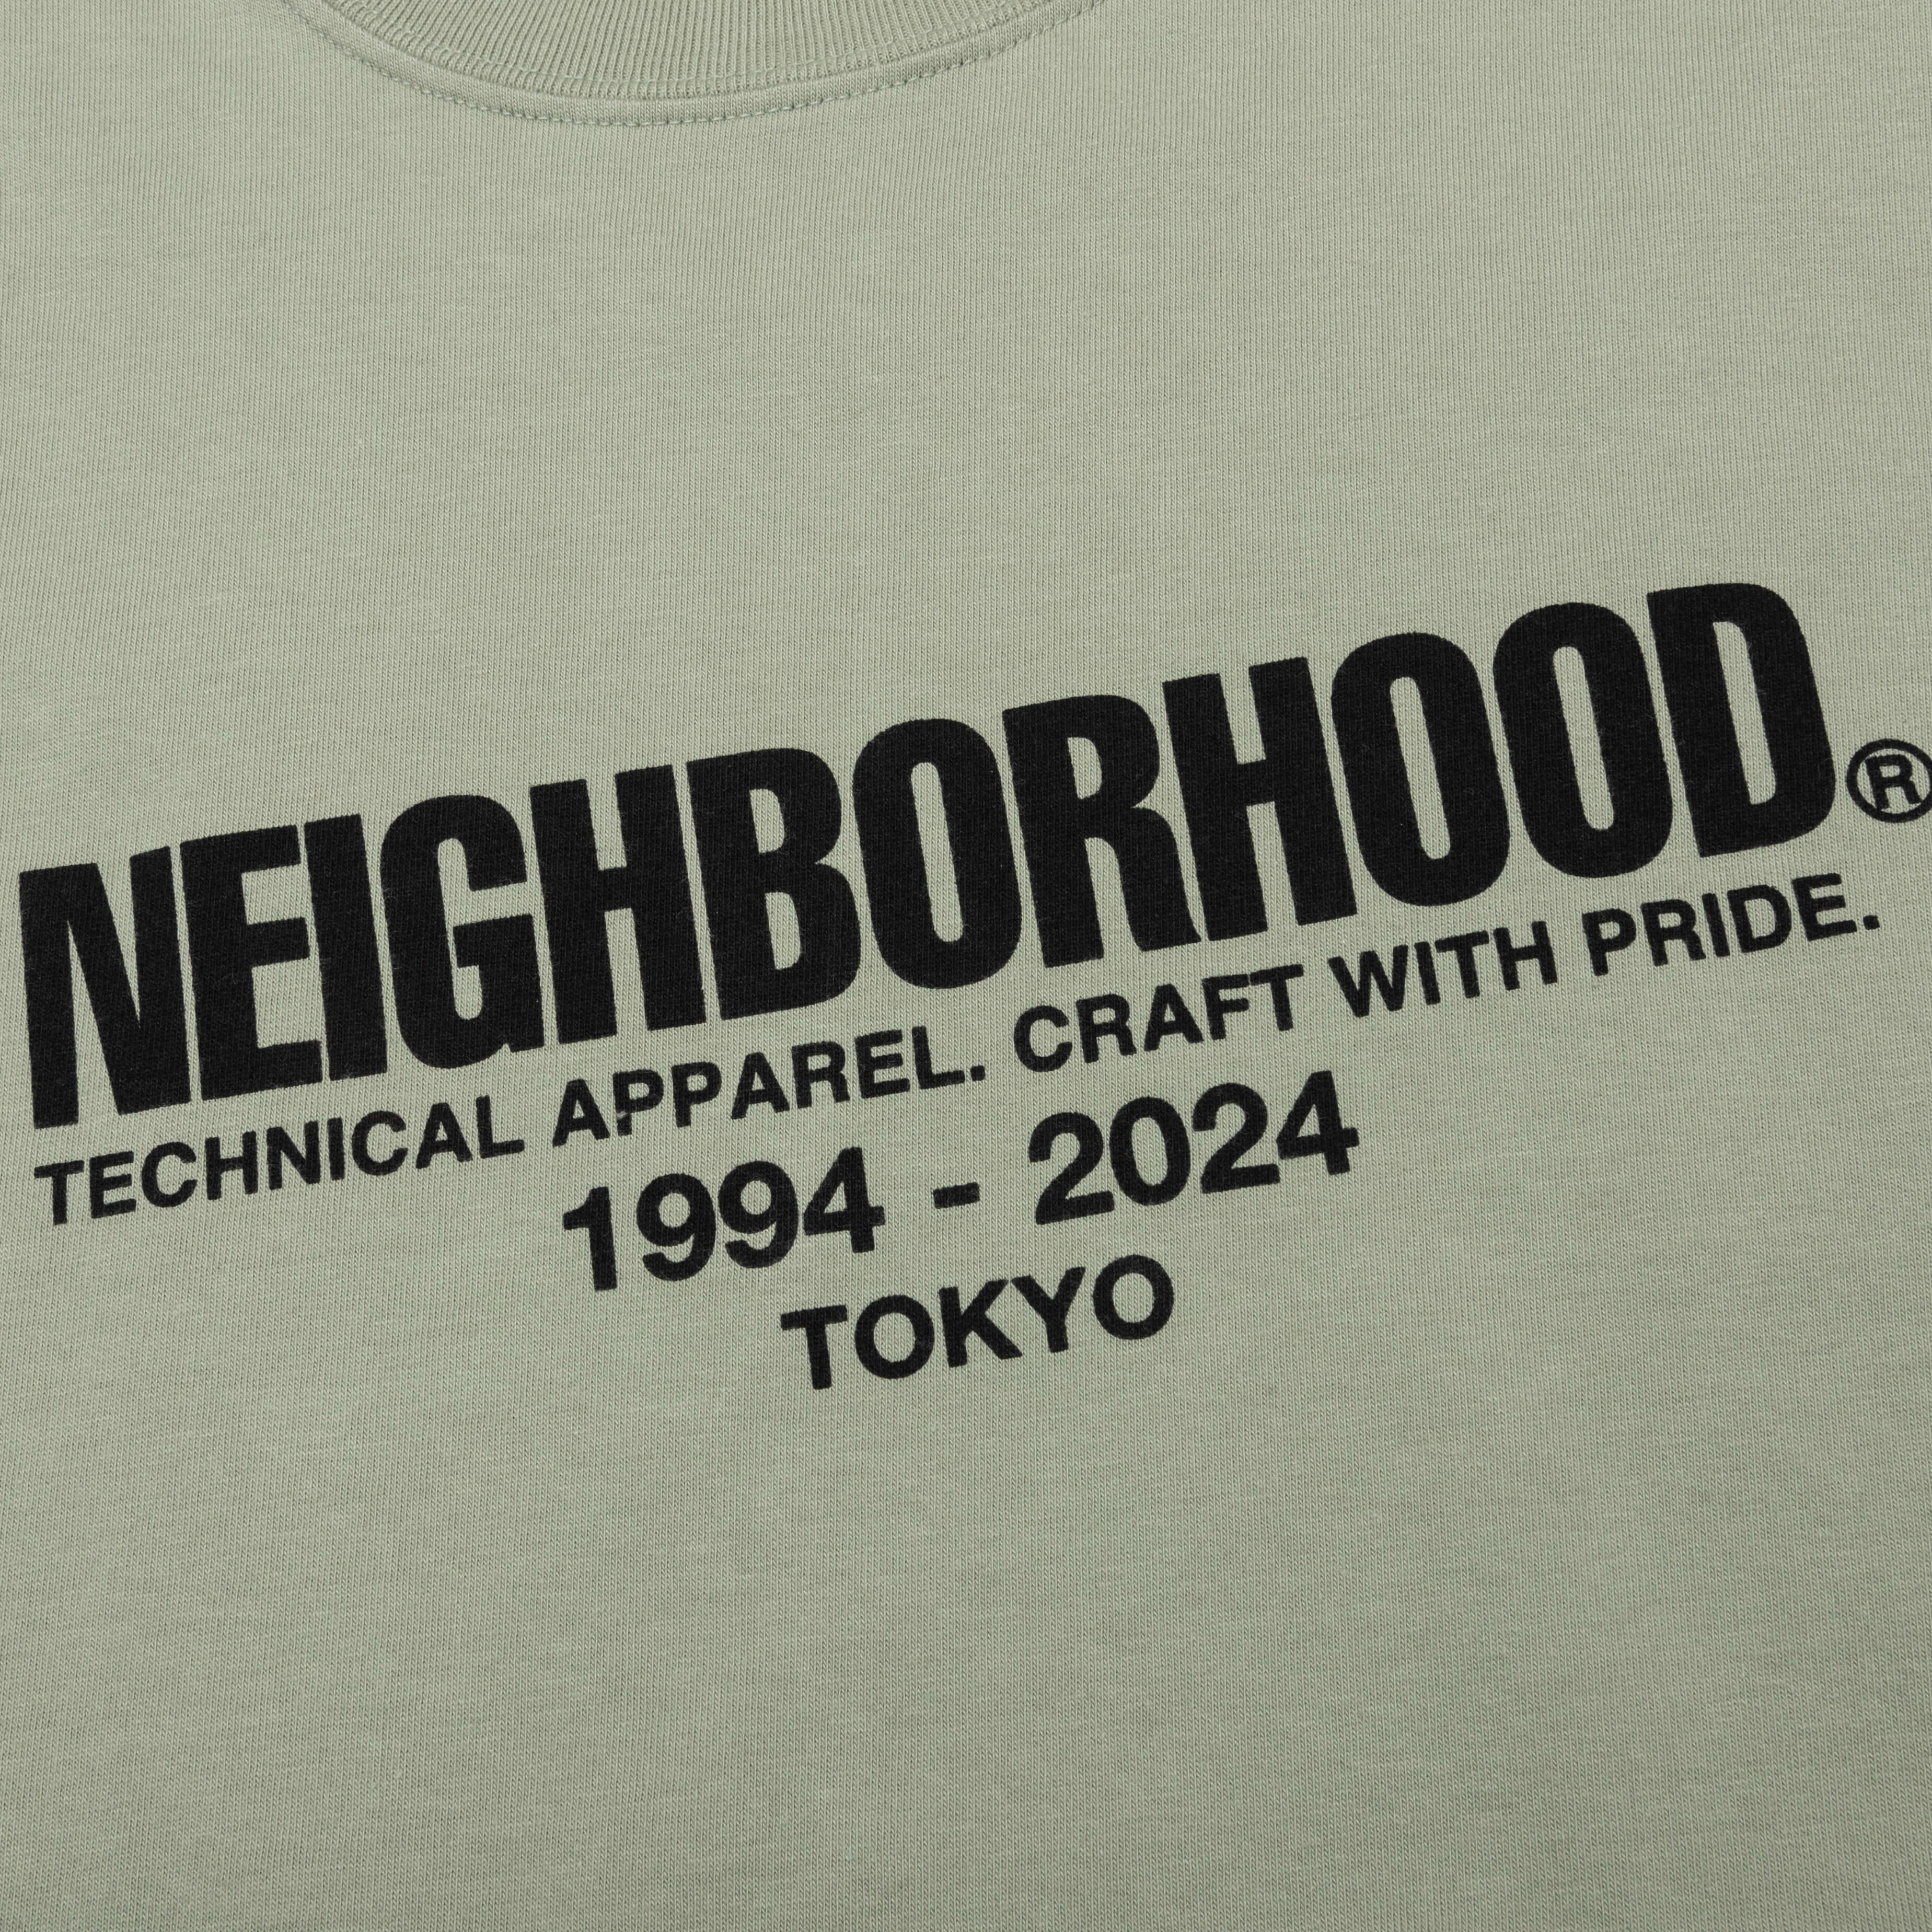 NEIGHBORHOOD®
TECHNICAL APPAREL. CRAFT WITH PRIDE.
1994 - 2024
TOKYO